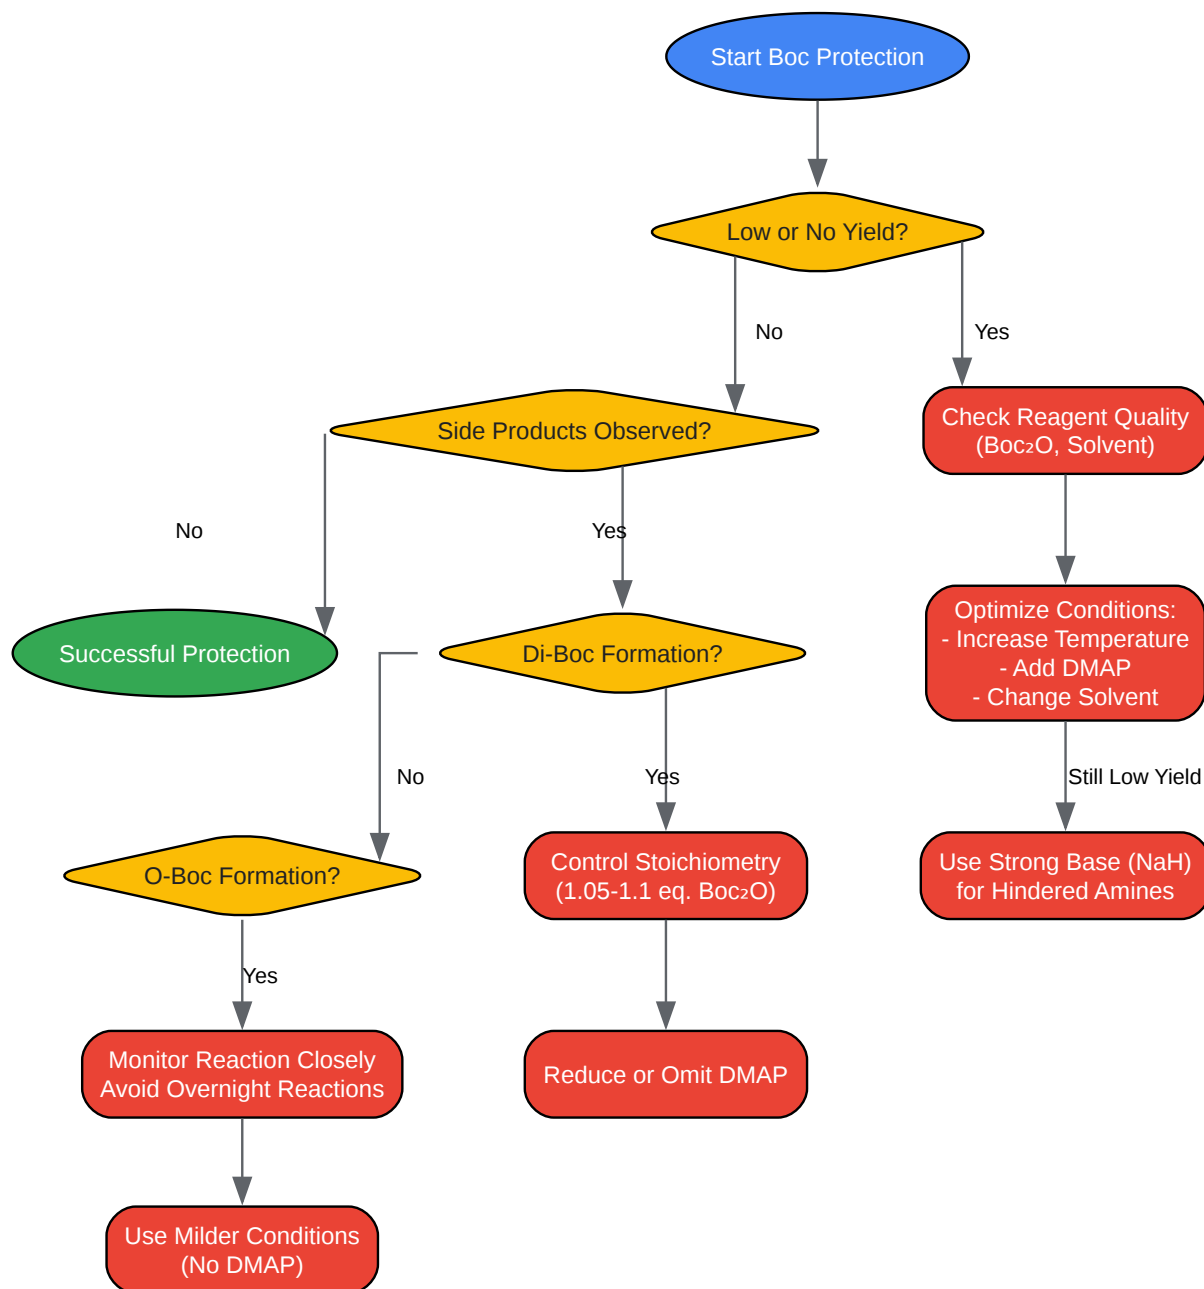 Start Boc Protection
Low or No Yield?
No
Yes
Side Products Observed?
Check Reagent Quality
(Boc₂O, Solvent)
No
Yes
Successful Protection
Di-Boc Formation?
Optimize Conditions:
- Increase Temperature
- Add DMAP
- Change Solvent
No
Yes
Still Low Yield
O-Boc Formation?
Control Stoichiometry
(1.05-1.1 eq. Boc₂O)
Use Strong Base (NaH)
for Hindered Amines
Yes
Monitor Reaction Closely
Avoid Overnight Reactions
Reduce or Omit DMAP
Use Milder Conditions
(No DMAP)